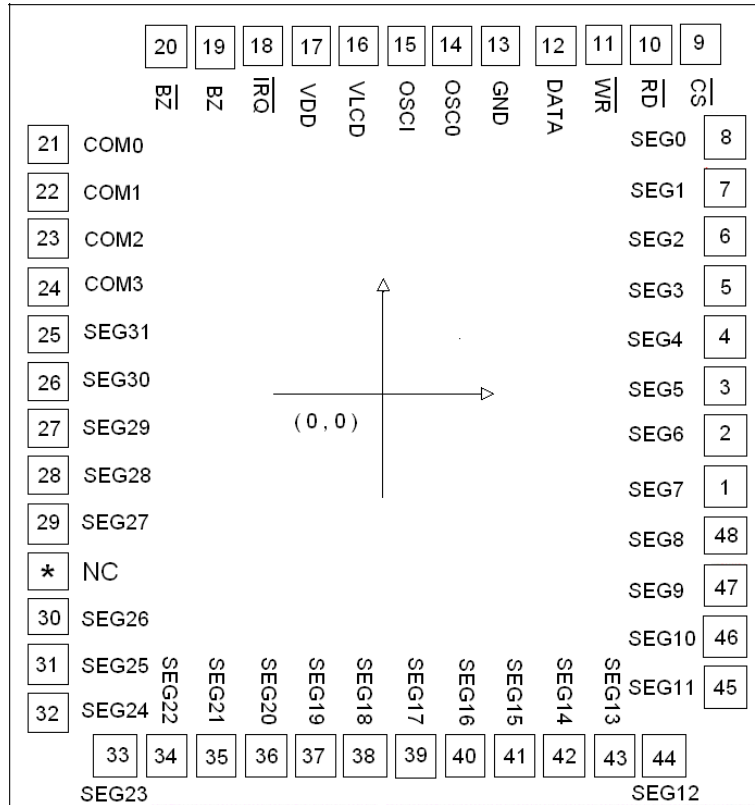 20 19 18 17 16 15 14 13 12 11 10 9
BZ BZ IRQ VDD VLCD OSCI OSC0 GND DATA WR RD CS
21 COM0 SEG0 8
22 COM1 SEG1 7
23 COM2 SEG2 6
24 COM3 SEG3 5
25 SEG31 SEG4 4
26 SEG30 SEG5 3
(0,0)
27 SEG29 SEG6 2
28 SEG28 SEG7 1
29 SEG27 SEG8 48
* NC SEG9 47
30 SEG26 SEG10 46
31 SEG25 SEG11 45
32 SEG24
SEG22 SEG21 SEG20 SEG19 SEG18 SEG17 SEG16 SEG15 SEG14 SEG13
33 34 35 36 37 38 39 40 41 42 43 44
SEG23 SEG12